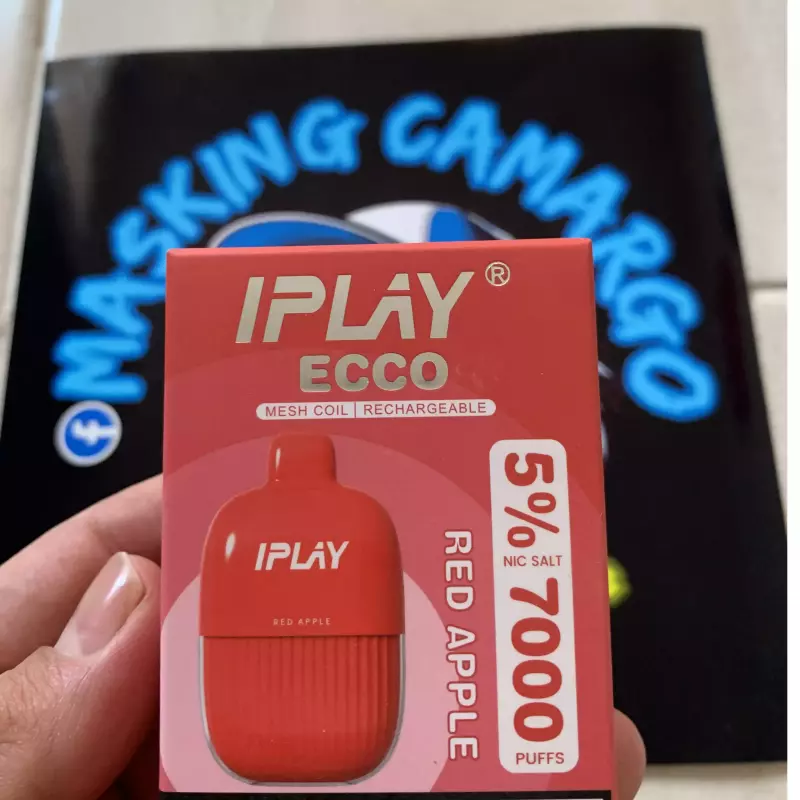 MASKING CAMARGO
f
IPLAY®
ECCO
MESH COIL | RECHARGEABLE
IPLAY
RED APPLE
RED APPLE
5%
NIC SALT
7000
PUFFS